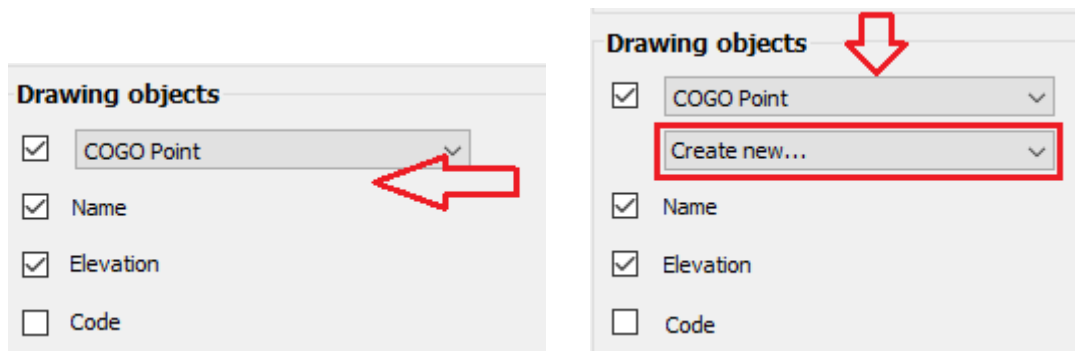 Drawing objects
COGO Point
Name
Elevation
Code
Drawing objects
COGO Point
Create new...
Name
Elevation
Code